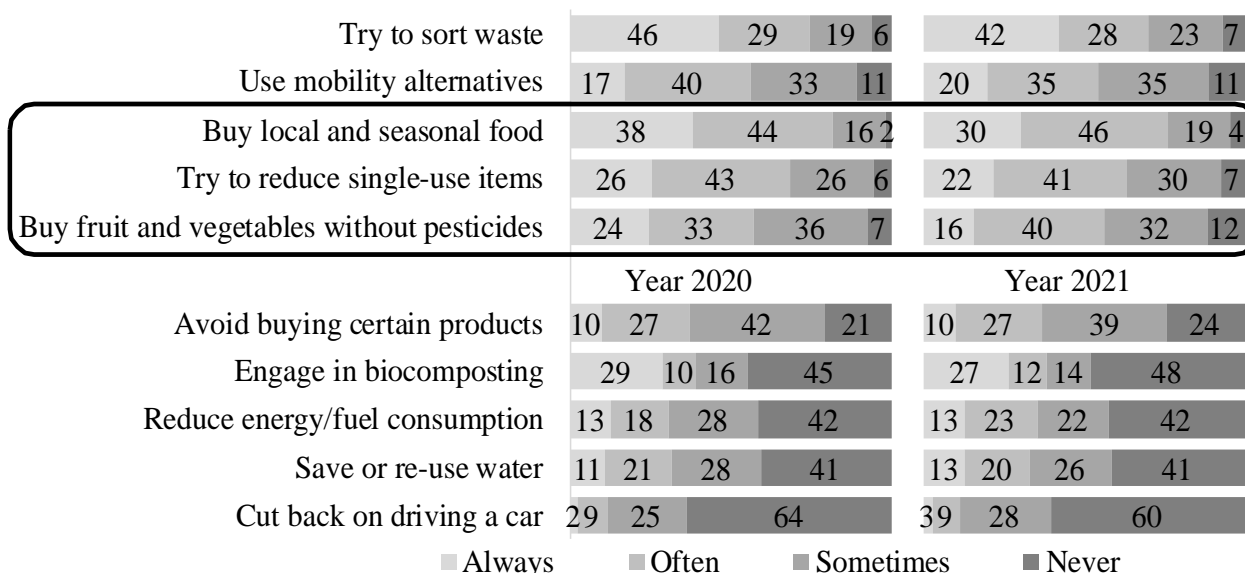 Try to sort waste 46 29 19 6 42 28 23 7
Use mobility alternatives 17 40 33 11 20 35 35 11
Buy local and seasonal food 38 44 16 2 30 46 19 4
Try to reduce single-use items 26 43 26 6 22 41 30 7
Buy fruit and vegetables without pesticides 24 33 36 7 16 40 32 12
Year 2020 Year 2021
Avoid buying certain products 10 27 42 21 10 27 39 24
Engage in biocomposting 29 10 16 45 27 12 14 48
Reduce energy/fuel consumption 13 18 28 42 13 23 22 42
Save or re-use water 11 21 28 41 13 20 26 41
Cut back on driving a car 2 9 25 64 3 9 28 60
Always Often Sometimes Never